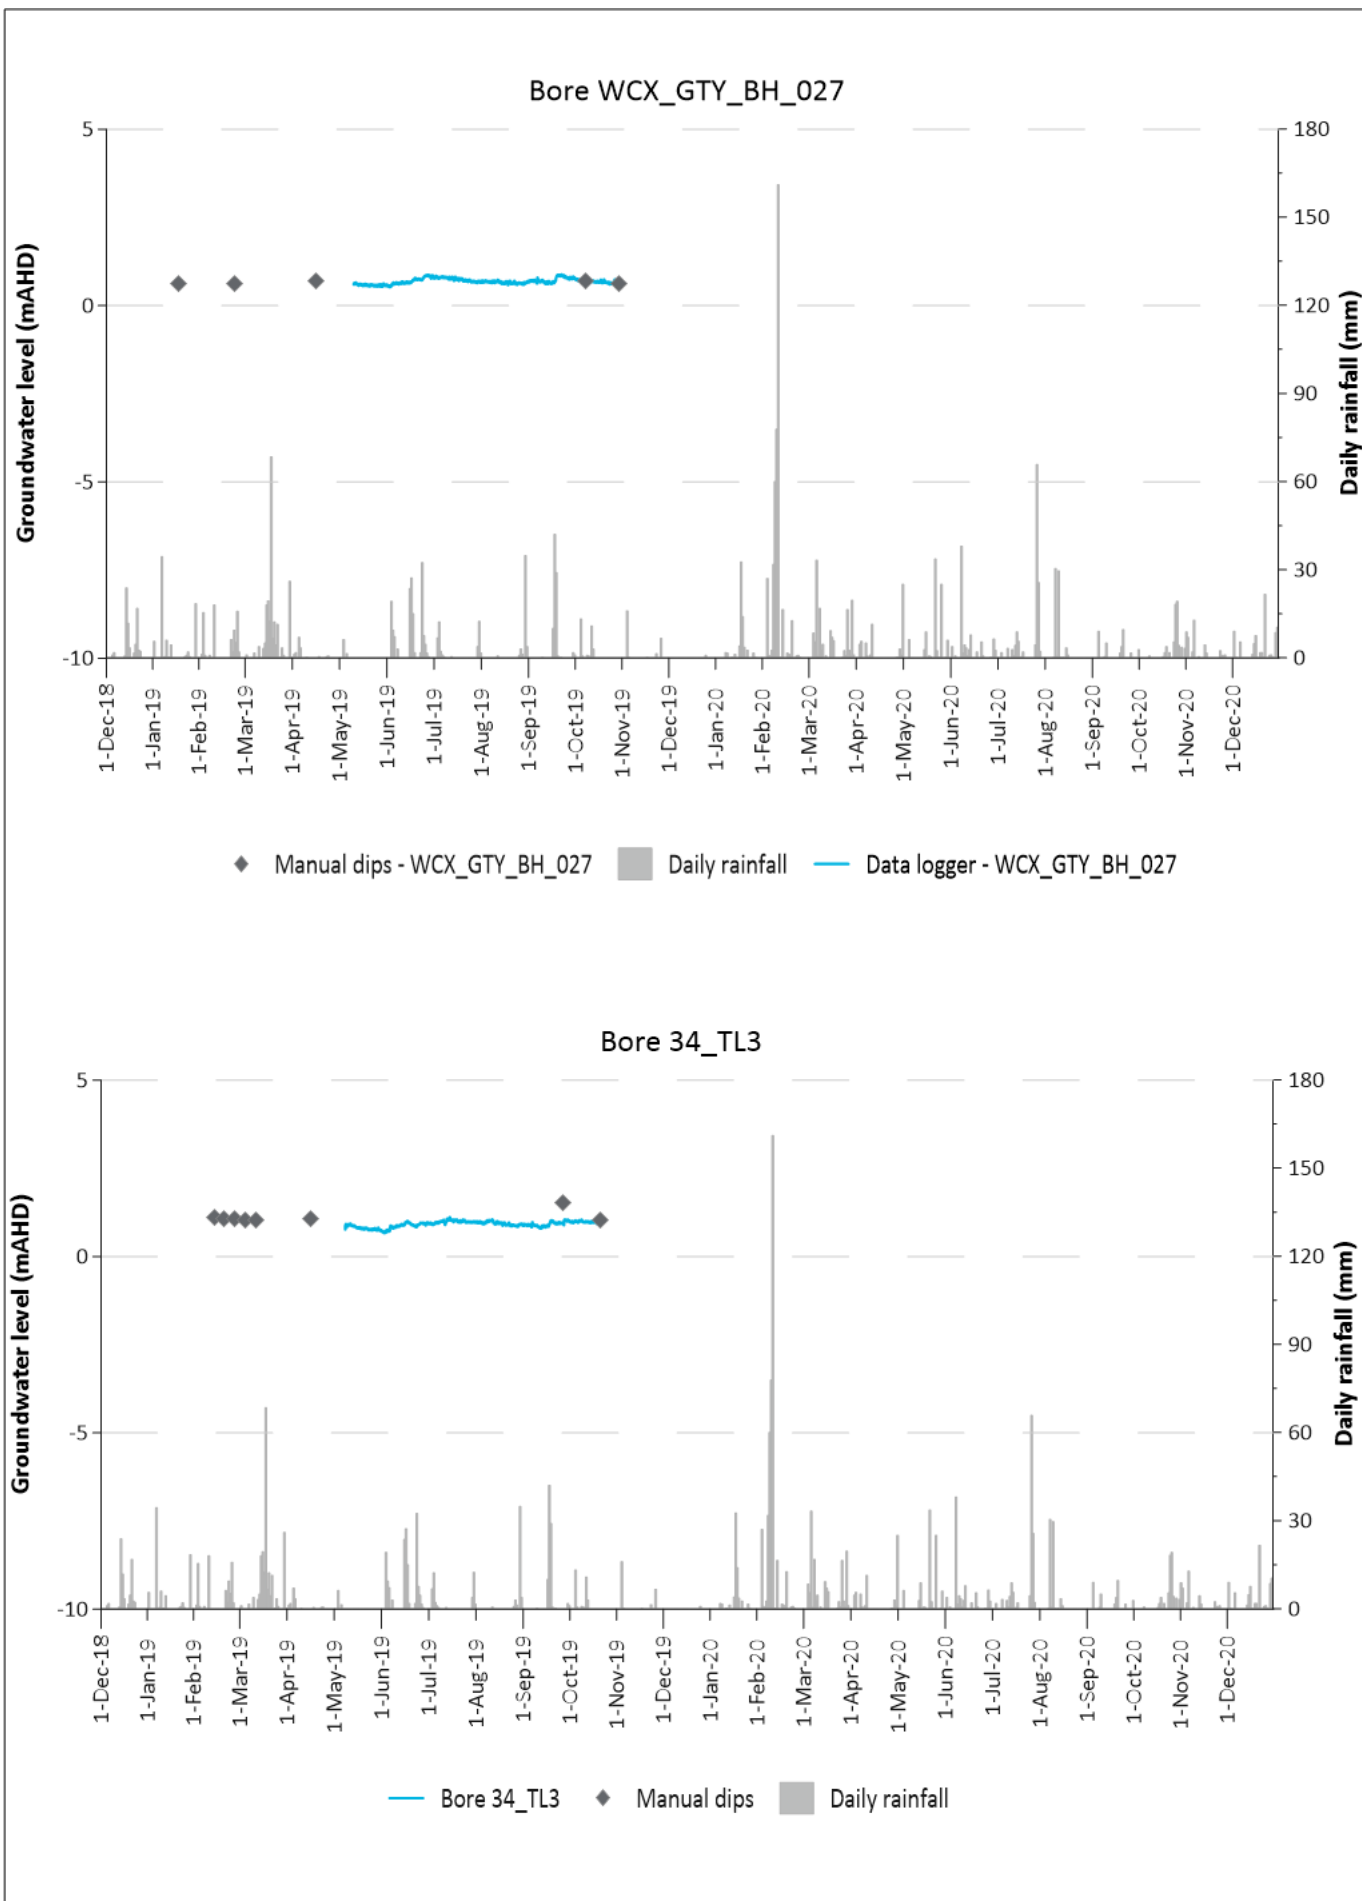 Bore WCX_GTY_BH_027
Groundwater level (mAHD)
5
0
-5
-10
180
150
120
90
60
30
0
Daily rainfall (mm)
1-Dec-18
1-Jan-19
1-Feb-19
1-Mar-19
1-Apr-19
1-May-19
1-Jun-19
1-Jul-19
1-Aug-19
1-Sep-19
1-Oct-19
1-Nov-19
1-Dec-19
1-Jan-20
1-Feb-20
1-Mar-20
1-Apr-20
1-May-20
1-Jun-20
1-Jul-20
1-Aug-20
1-Sep-20
1-Oct-20
1-Nov-20
1-Dec-20
Manual dips - WCX_GTY_BH_027 Daily rainfall Data logger - WCX_GTY_BH_027
Bore 34_TL3
Groundwater level (mAHD)
5
0
-5
-10
180
150
120
90
60
30
0
Daily rainfall (mm)
1-Dec-18
1-Jan-19
1-Feb-19
1-Mar-19
1-Apr-19
1-May-19
1-Jun-19
1-Jul-19
1-Aug-19
1-Sep-19
1-Oct-19
1-Nov-19
1-Dec-19
1-Jan-20
1-Feb-20
1-Mar-20
1-Apr-20
1-May-20
1-Jun-20
1-Jul-20
1-Aug-20
1-Sep-20
1-Oct-20
1-Nov-20
1-Dec-20
Bore 34_TL3 Manual dips Daily rainfall